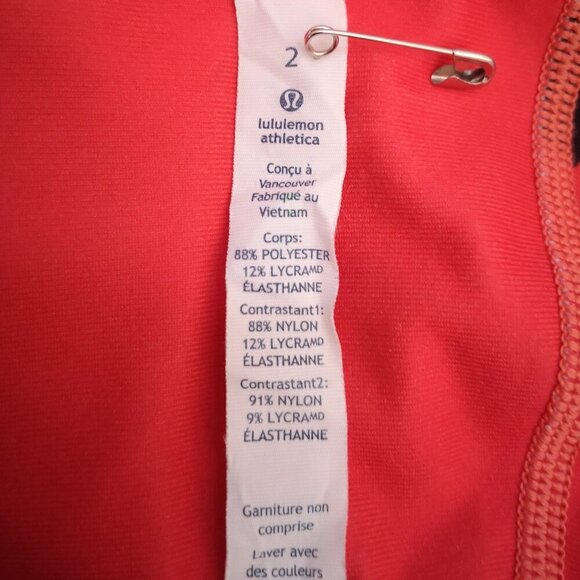 2
lululemon
athletica
Conçu à
Vancouver
Fabriqué au
Vietnam
Corps:
88% POLYESTER
12% LYCRAMD
ÉLASTHANNE
Contrastant1:
88% NYLON
12% LYCRAMD
ÉLASTHANNE
Contrastant2:
91% NYLON
9% LYCRAMD
ÉLASTHANNE
Garniture non
comprise
Laver avec
des couleurs